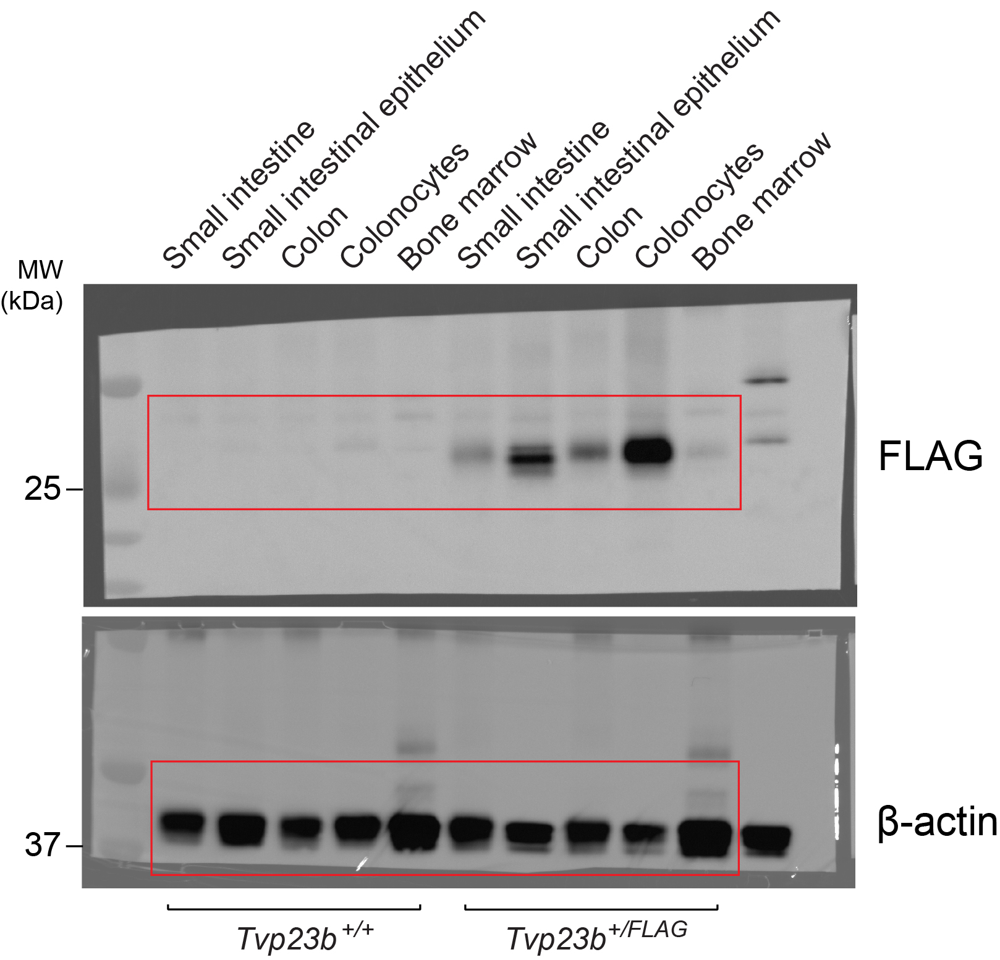 Small intestine
Small intestinal epithelium
Colon
Colonocytes
Bone marrow
Small intestine
Small intestinal epithelium
Colon
Colonocytes
Bone marrow
MW
(kDa)
25
FLAG
37
β-actin
Tvp23b +/+
Tvp23b +/FLAG